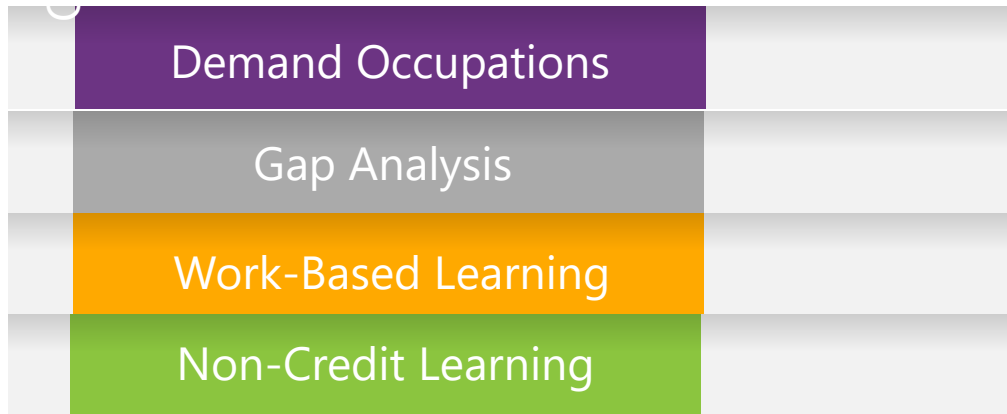 Demand Occupations
Gap Analysis
Work-Based Learning
Non-Credit Learning